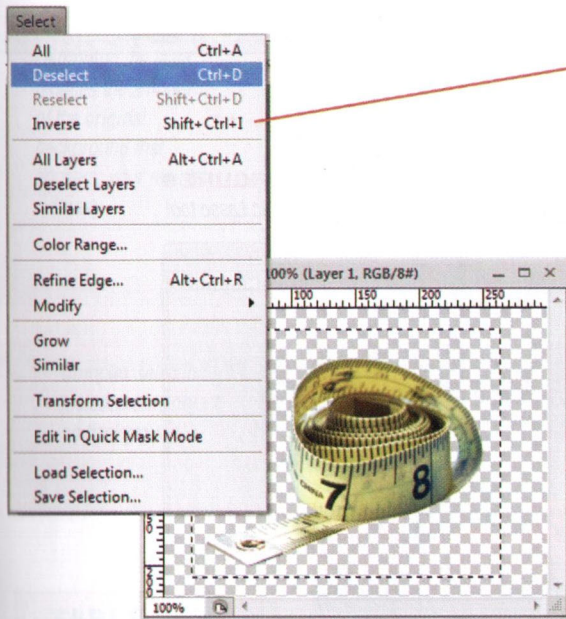 Select
All Ctrl+A
Deselect Ctrl+D
Reselect Shift+Ctrl+D
Inverse Shift+Ctrl+I
All Layers Alt+Ctrl+A
Deselect Layers
Similar Layers
Color Range...
Refine Edge... Alt+Ctrl+R
Modify
Grow
Similar
Transform Selection
Edit in Quick Mask Mode
Load Selection...
Save Selection...
100% (Layer 1, RGB/8#)
100 150 200 250
CHINA 7 8
100%